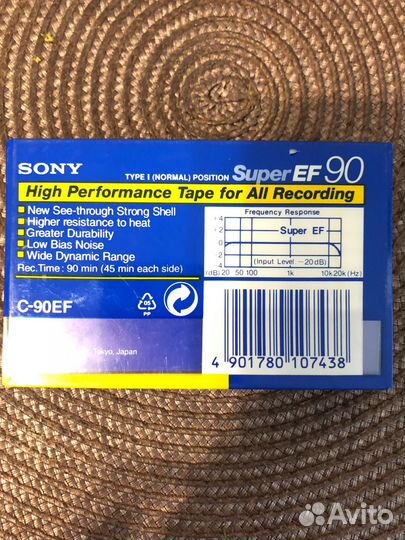 SONY
TYPE I (NORMAL) POSITION Super EF 90
High Performance Tape for All Recording
■ New See-through Strong Shell
■ Higher resistance to heat
■ Greater Durability
■ Low Bias Noise
■ Wide Dynamic Range
Rec.Time: 90 min (45 min each side)
Frequency Response
+4
+2
0
-2
-4
Super EF
(Input Level -20dB)
(dB) 20 50 100 1k 10k 20k (Hz)
C-90EF
05
PP
Tokyo, Japan
4 901780 107438
Avito